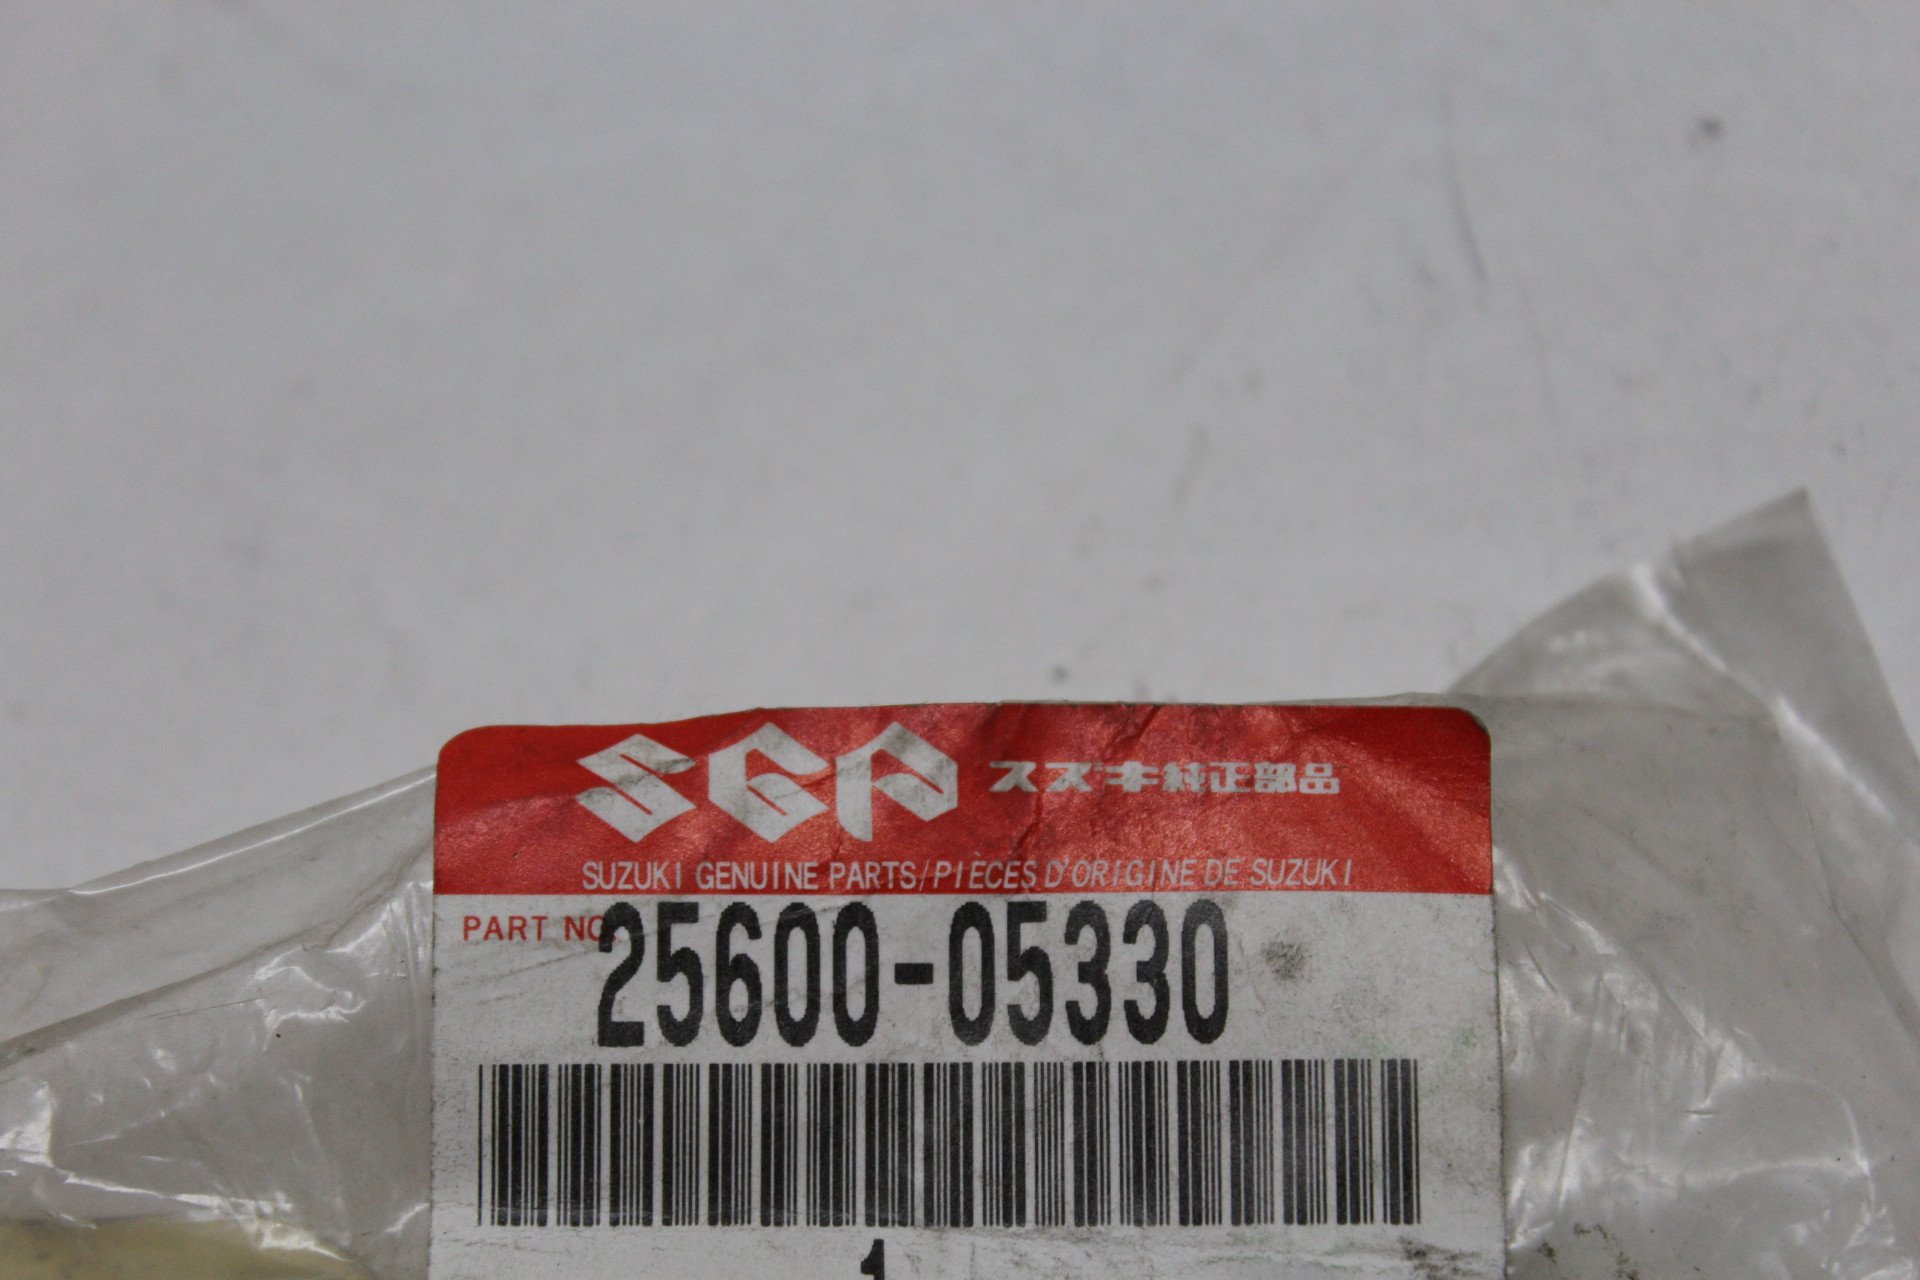 SGP スズキ純正部品
SUZUKI GENUINE PARTS/PIÈCES D'ORIGINE DE SUZUKI
PART NO. 25600-05330
1